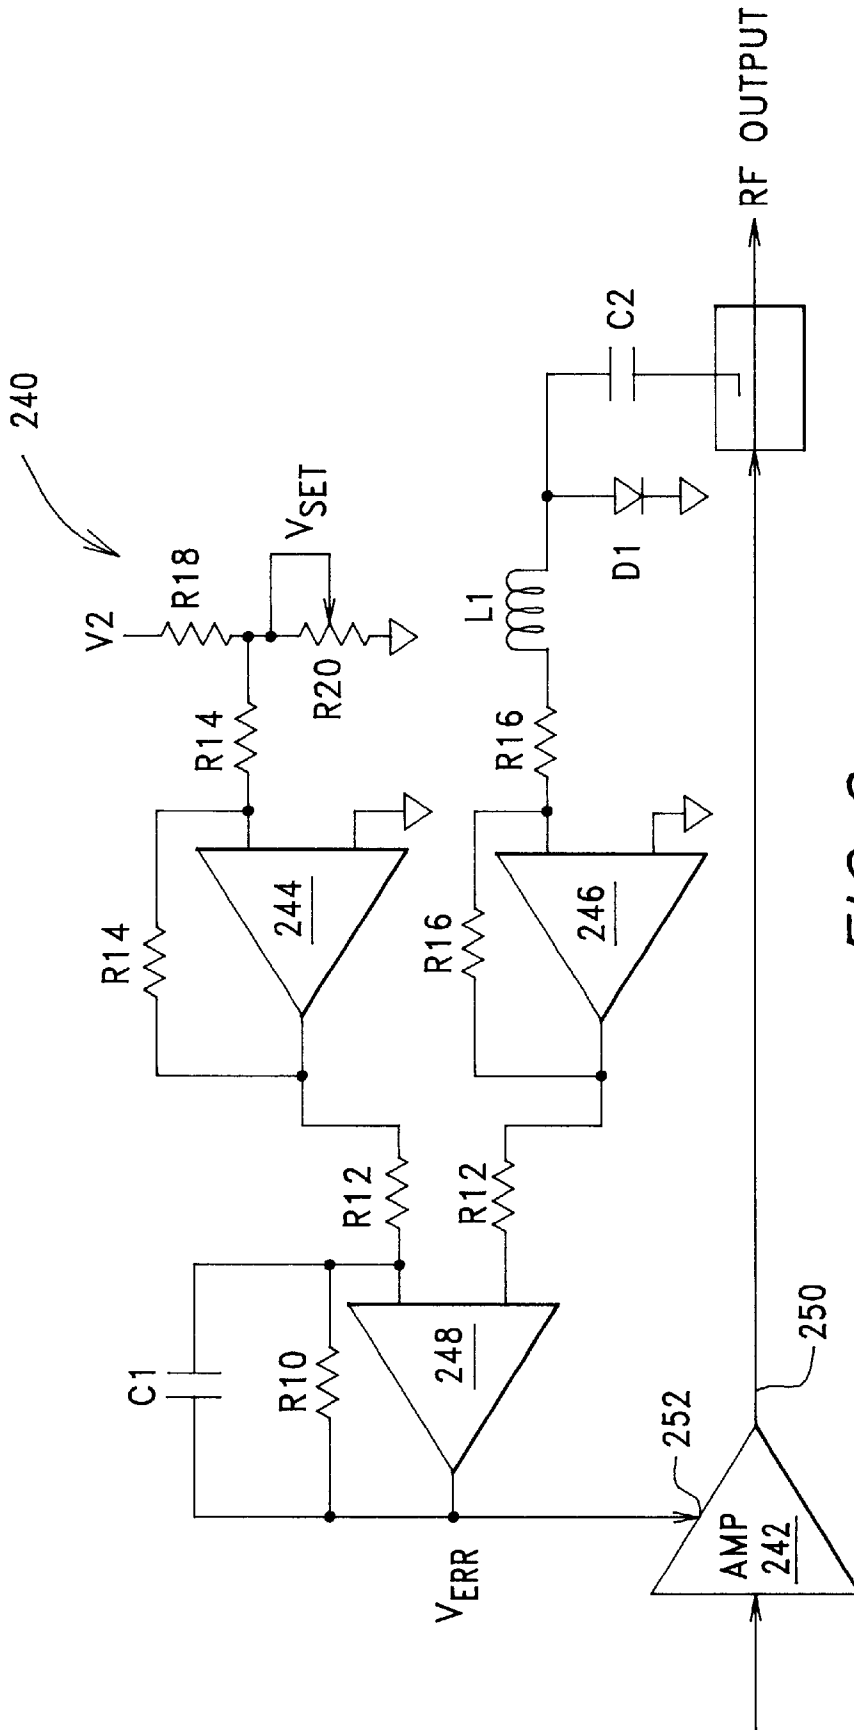 240
V2
R18
VSET
R20
R14
R14
244
R12
C1
R10
248
VERR
R12
R16
246
R16
L1
D1
C2
RF OUTPUT
252
250
AMP
242